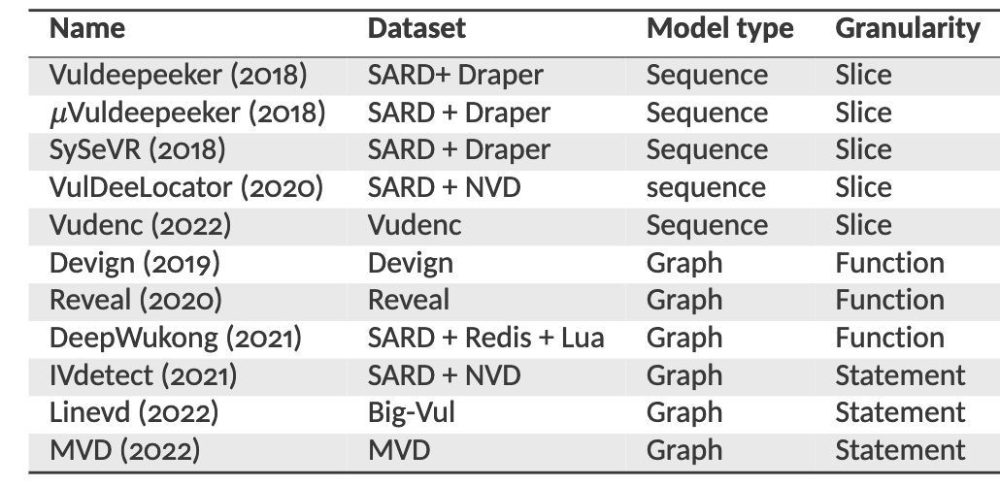 Name Dataset Model type Granularity
Vuldeepeeker (2018) SARD+ Draper Sequence Slice
μVuldeepeeker (2018) SARD + Draper Sequence Slice
SySeVR (2018) SARD + Draper Sequence Slice
VulDeeLocator (2020) SARD + NVD sequence Slice
Vudenc (2022) Vudenc Sequence Slice
Devign (2019) Devign Graph Function
Reveal (2020) Reveal Graph Function
DeepWukong (2021) SARD + Redis + Lua Graph Function
IVdetect (2021) SARD + NVD Graph Statement
Linevd (2022) Big-Vul Graph Statement
MVD (2022) MVD Graph Statement